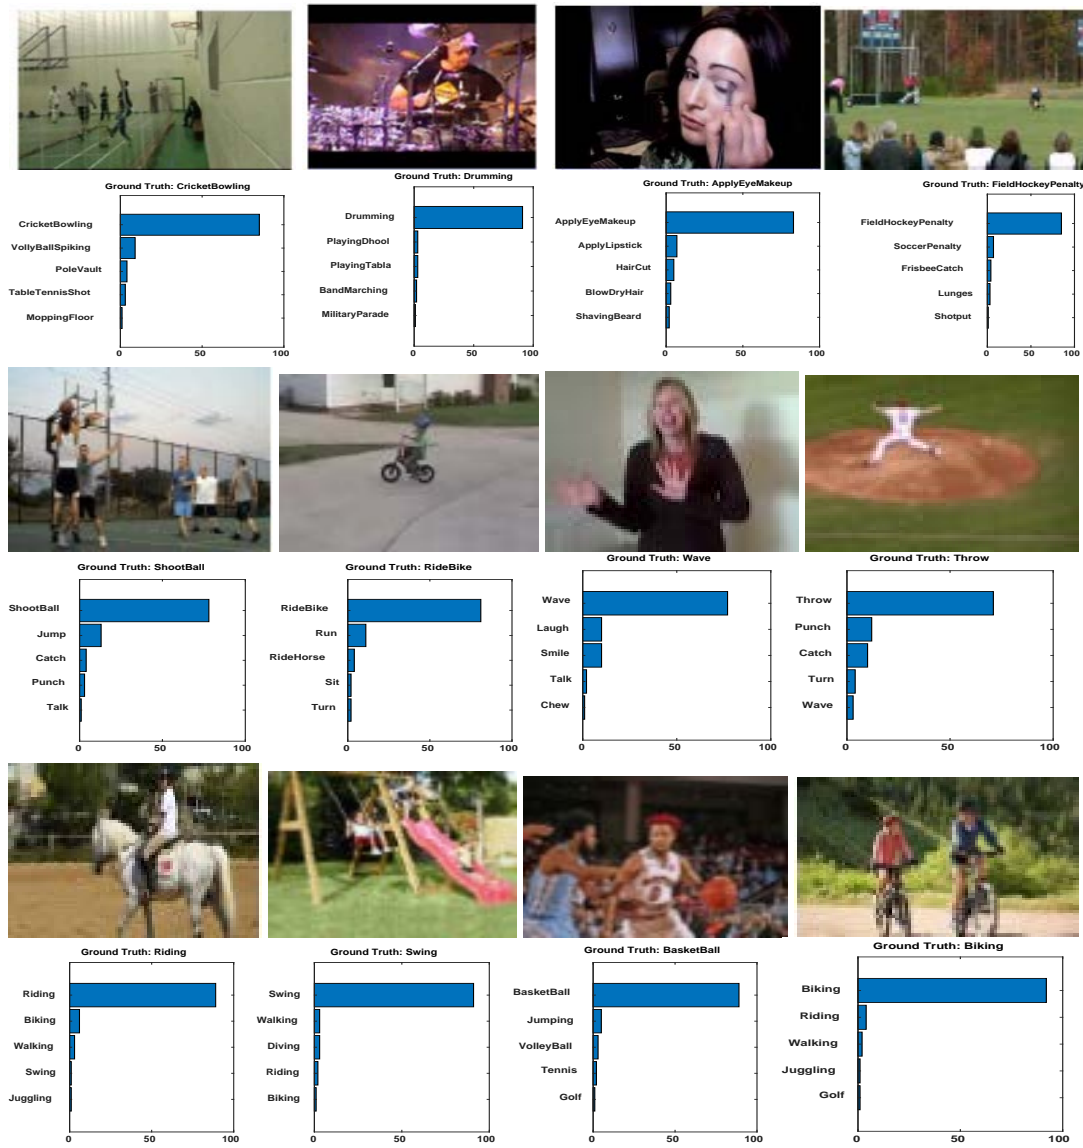 Ground Truth: CricketBowling
CricketBowling
VollyBallSpiking
PoleVault
TableTennisShot
MoppingFloor
0 50 100
Ground Truth: Drumming
Drumming
PlayingDhool
PlayingTabla
BandMarching
MilitaryParade
0 50 100
Ground Truth: ApplyEyeMakeup
ApplyEyeMakeup
ApplyLipstick
HairCut
BlowDryHair
ShavingBeard
0 50 100
Ground Truth: FieldHockeyPenalty
FieldHockeyPenalty
SoccerPenalty
FrisbeeCatch
Lunges
Shotput
0 50 100
Ground Truth: ShootBall
ShootBall
Jump
Catch
Punch
Talk
0 50 100
Ground Truth: RideBike
RideBike
Run
RideHorse
Sit
Turn
0 50 100
Ground Truth: Wave
Wave
Laugh
Smile
Talk
Chew
0 50 100
Ground Truth: Throw
Throw
Punch
Catch
Turn
Wave
0 50 100
Ground Truth: Riding
Riding
Biking
Walking
Swing
Juggling
0 50 100
Ground Truth: Swing
Swing
Walking
Diving
Riding
Biking
0 50 100
Ground Truth: BasketBall
BasketBall
Jumping
VolleyBall
Tennis
Golf
0 50 100
Ground Truth: Biking
Biking
Riding
Walking
Juggling
Golf
0 50 100